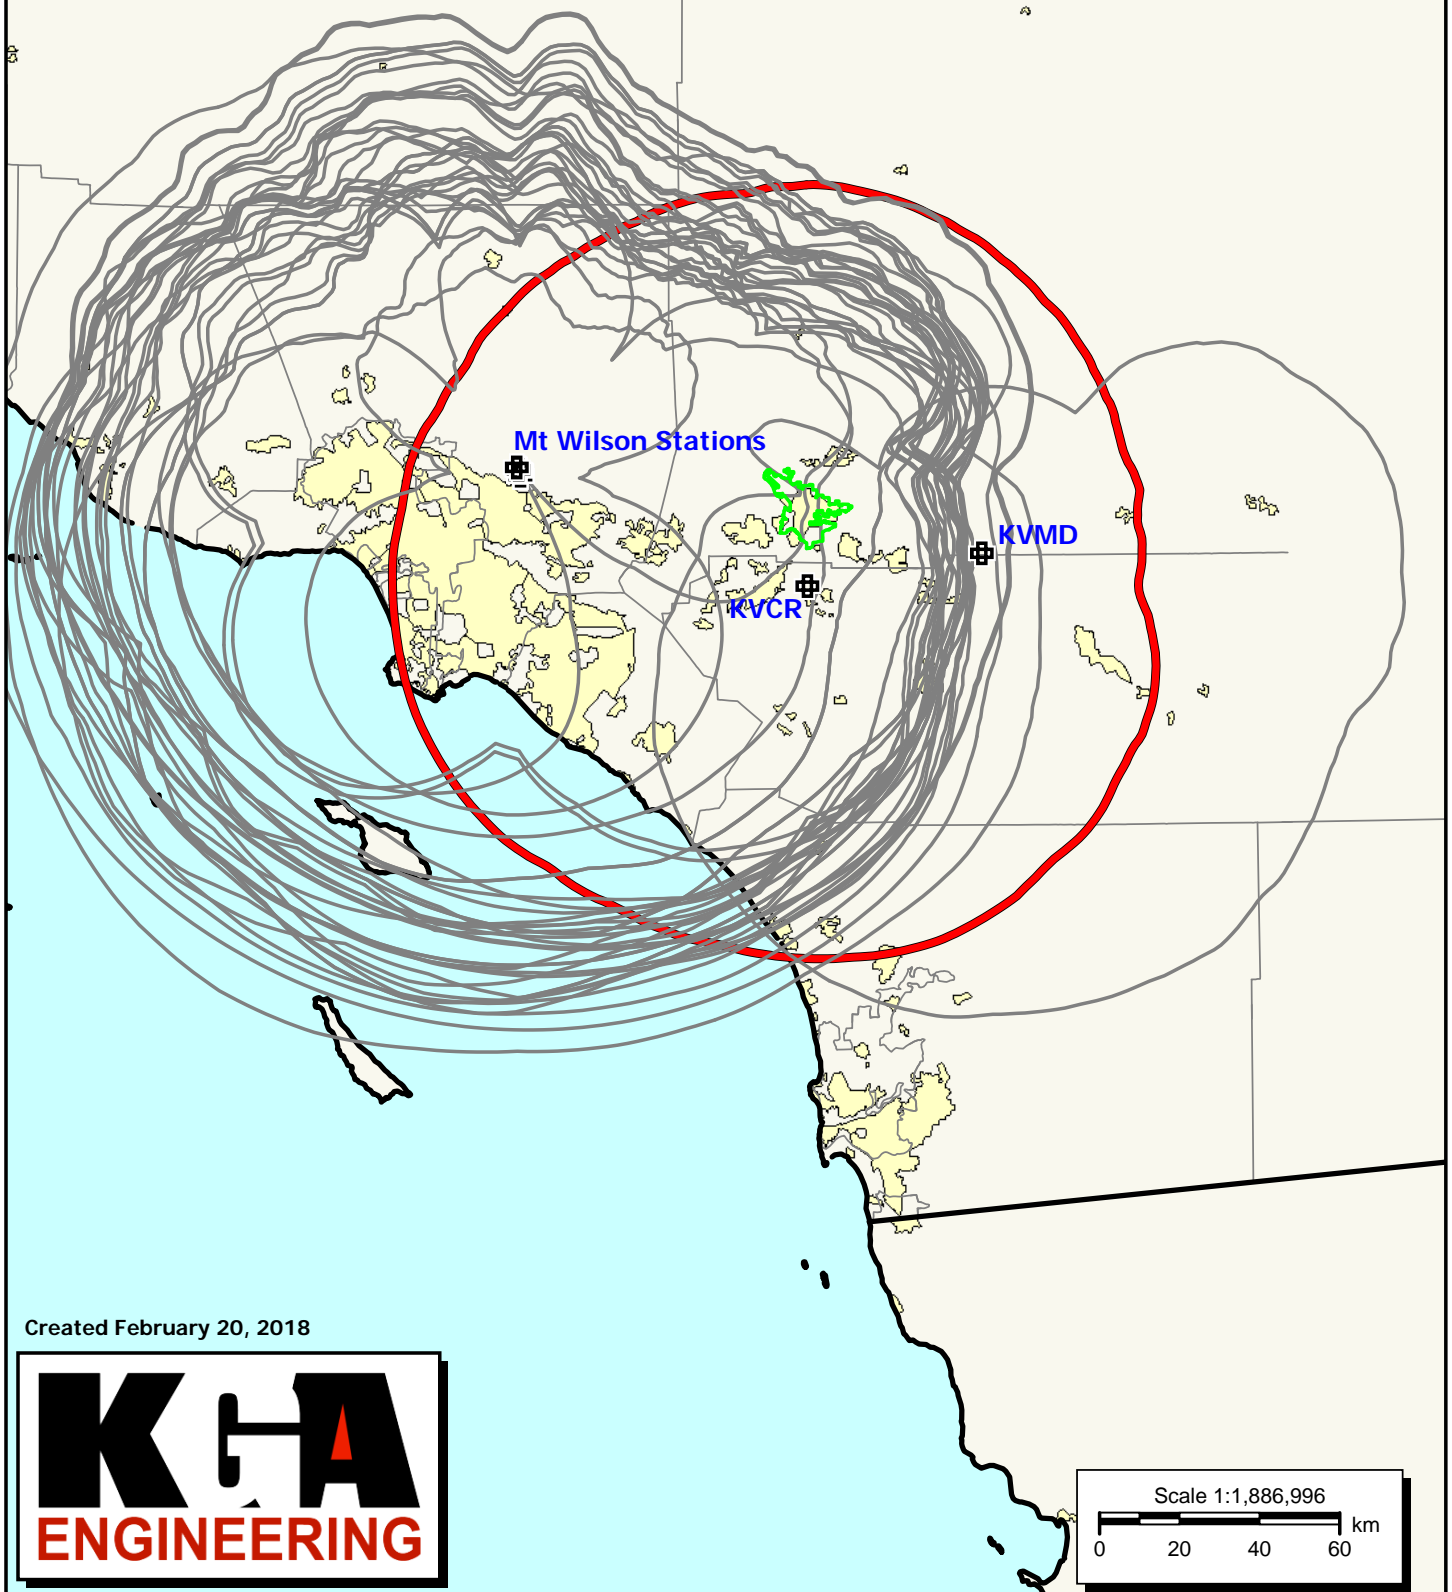 Mt Wilson Stations
KVMD
KVCR
Created February 20, 2018
KGA
ENGINEERING
Scale 1:1,886,996
km
0 20 40 60